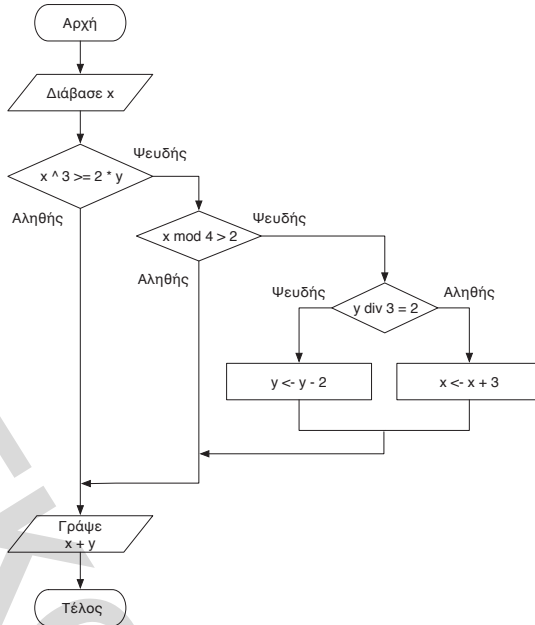 Αρχή
Διάβασε x
x ^ 3 >= 2 * y
Ψευδής
Αληθής
x mod 4 > 2
Ψευδής
Αληθής
y div 3 = 2
Ψευδής
Αληθής
y <- y - 2
x <- x + 3
Γράψε
x + y
Τέλος